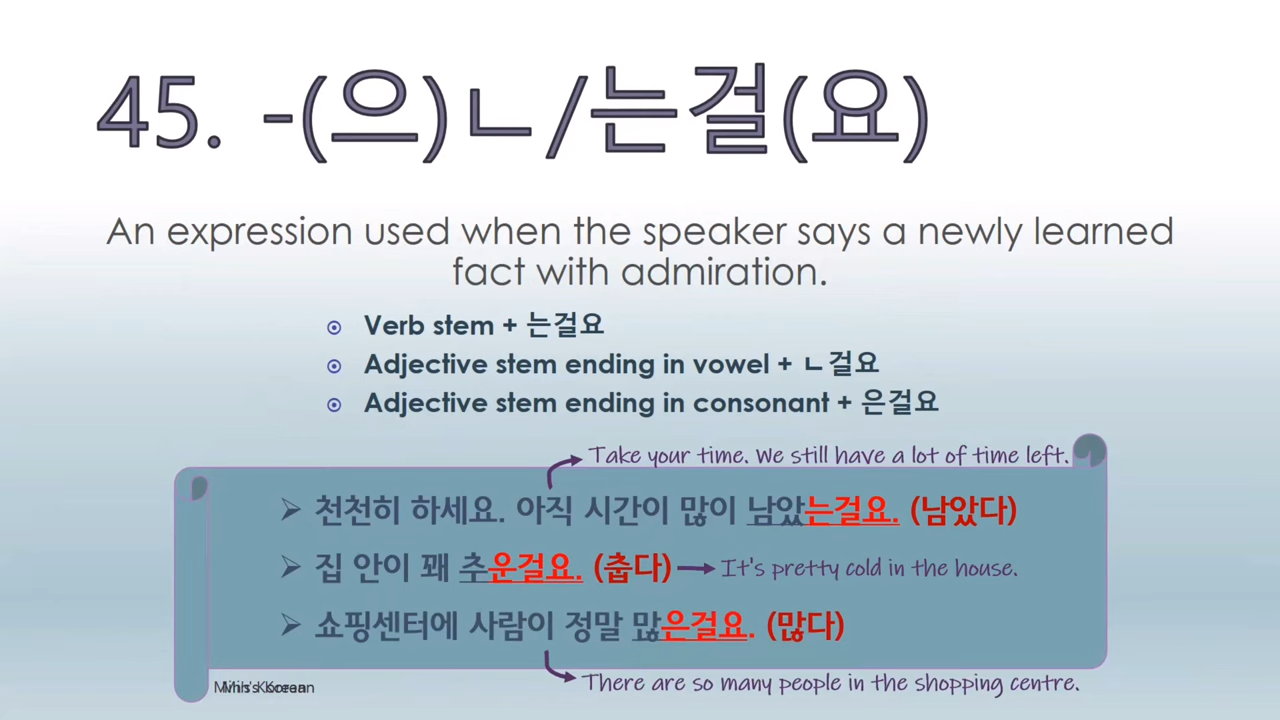 45. -(으)ㄴ/는걸(요)
An expression used when the speaker says a newly learned
fact with admiration.
Verb stem + 는걸요
Adjective stem ending in vowel + ㄴ걸요
Adjective stem ending in consonant + 은걸요
Take your time. We still have a lot of time left.
천천히 하세요. 아직 시간이 많이 남았는걸요. (남았다)
집 안이 꽤 추운걸요. (춥다) It's pretty cold in the house.
쇼핑센터에 사람이 정말 많은걸요. (많다)
There are so many people in the shopping centre.
Minh's Korean